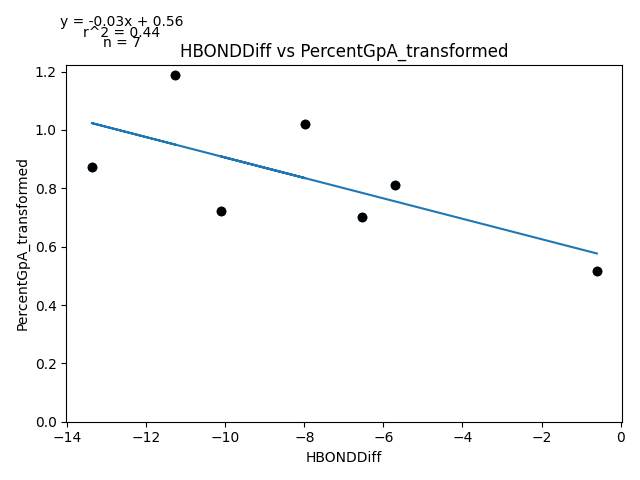 y = -0.03x + 0.56
r^2 = 0.44
n = 7
HBONDDiff vs PercentGpA_transformed
1.2
1.0
0.8
0.6
0.4
0.2
0.0
PercentGpA_transformed
−14 −12 −10 −8 −6 −4 −2 0
HBONDDiff